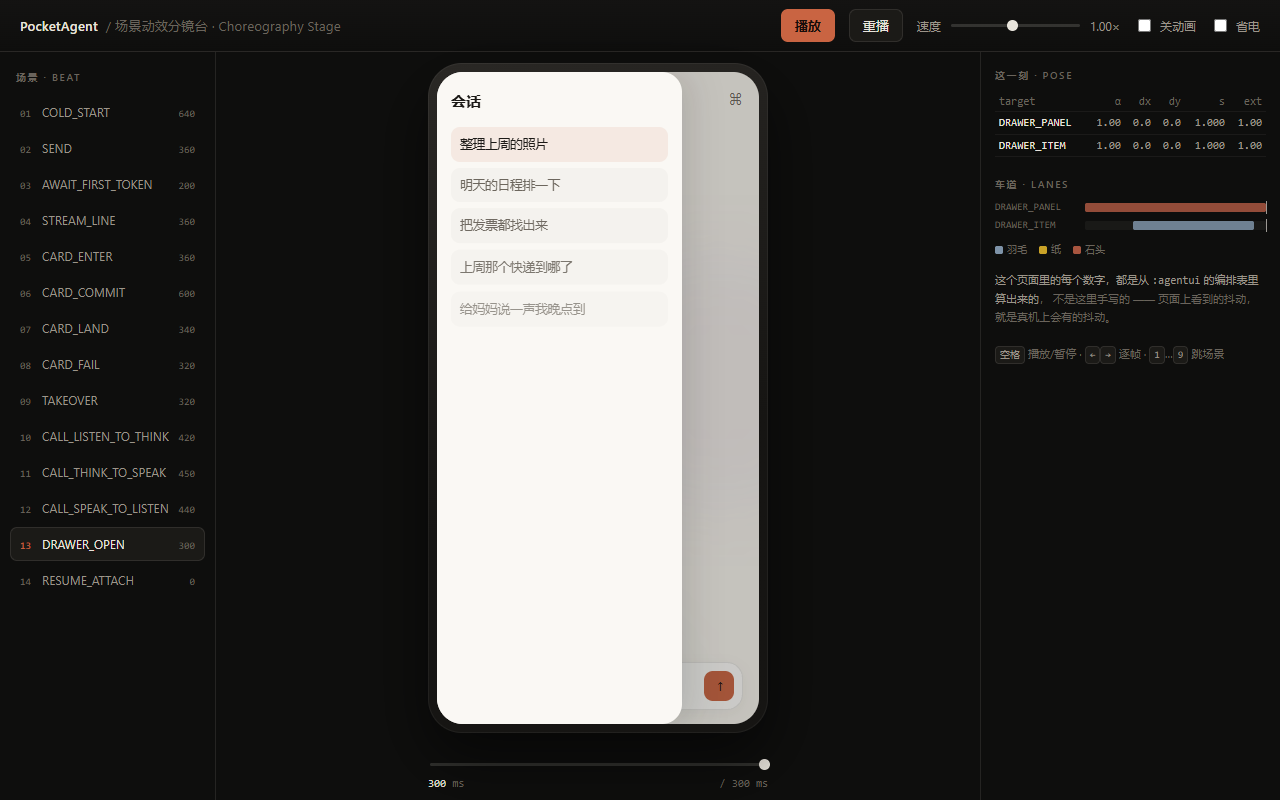 PocketAgent / 场景动效分镜台 · Choreography Stage
播放 重播 速度 1.00× 关动画 省电
场景 · BEAT
01 COLD_START 640
02 SEND 360
03 AWAIT_FIRST_TOKEN 200
04 STREAM_LINE 360
05 CARD_ENTER 360
06 CARD_COMMIT 600
07 CARD_LAND 340
08 CARD_FAIL 320
09 TAKEOVER 320
10 CALL_LISTEN_TO_THINK 420
11 CALL_THINK_TO_SPEAK 450
12 CALL_SPEAK_TO_LISTEN 440
13 DRAWER_OPEN 300
14 RESUME_ATTACH 0
会话
⌘
整理上周的照片
明天的日程排一下
把发票都找出来
上周那个快递到哪了
给妈妈说一声我晚点到
↑
300 ms / 300 ms
这一刻 · POSE
target α dx dy s ext
DRAWER_PANEL 1.00 0.0 0.0 1.000 1.00
DRAWER_ITEM 1.00 0.0 0.0 1.000 1.00
车道 · LANES
DRAWER_PANEL
DRAWER_ITEM
羽毛 纸 石头
这个页面里的每个数字，都是从 :agentui 的编排表里
算出来的， 不是这里手写的 —— 页面上看到的抖动，
就是真机上会有的抖动。
空格 播放/暂停 · ← → 逐帧 · 1 … 9 跳场景